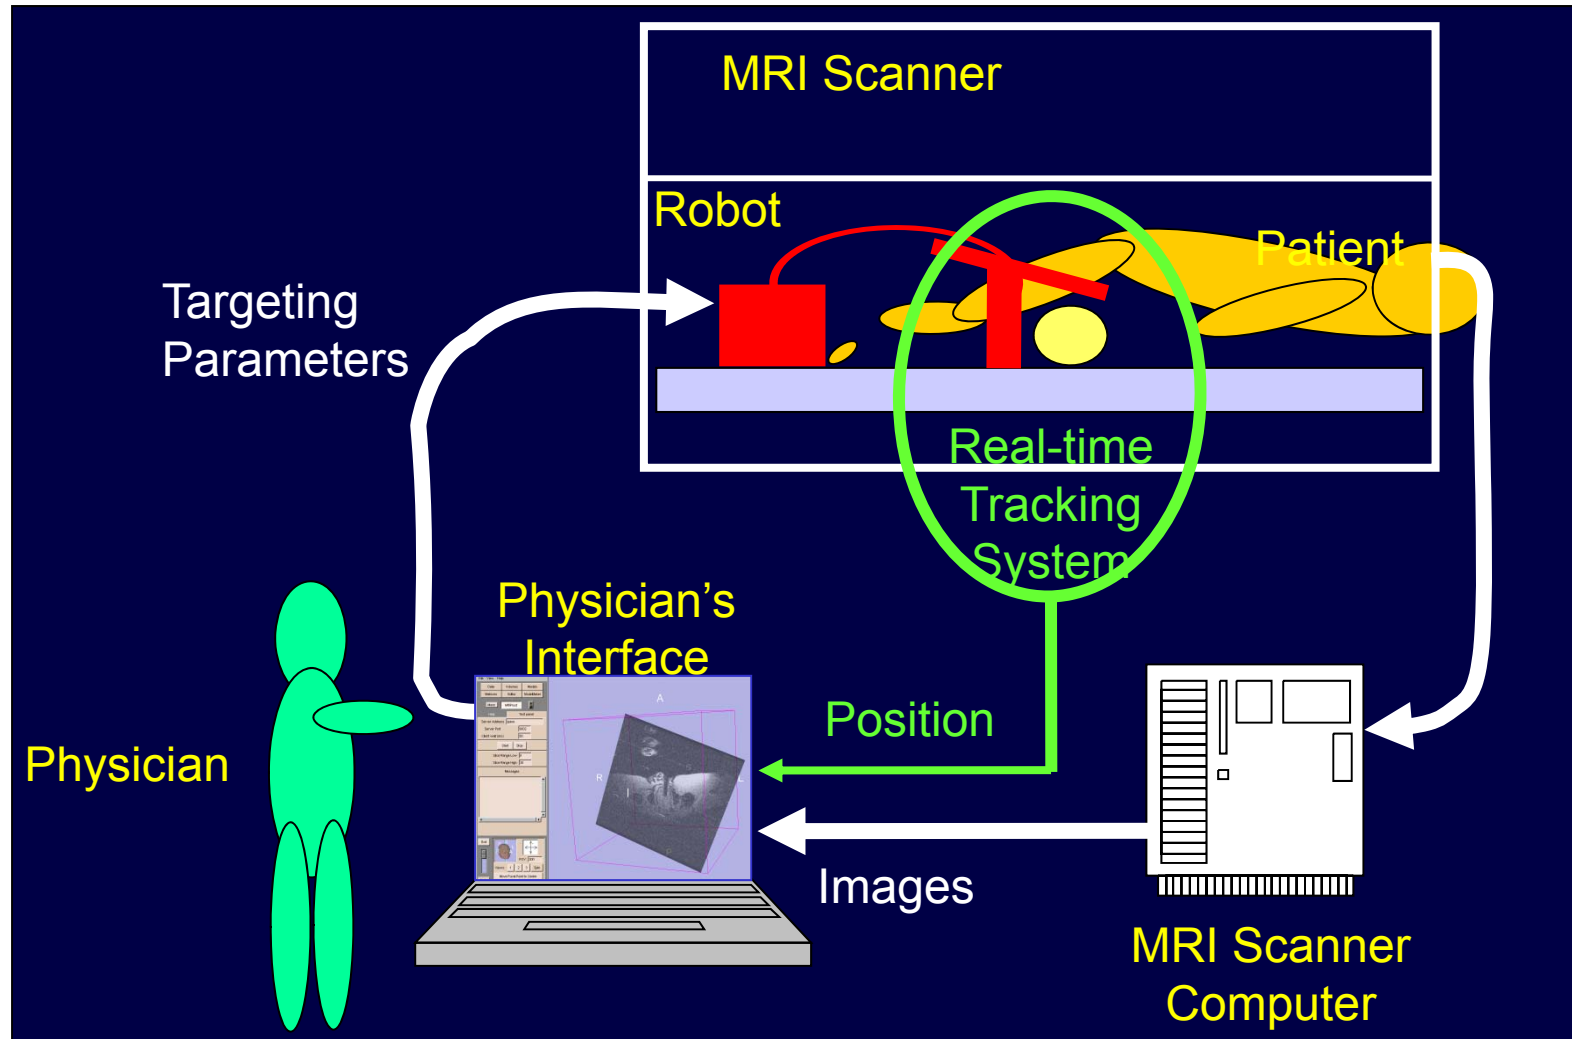 MRI Scanner
Robot
Patient
Targeting
Parameters
Real-time
Tracking
System
Physician’s
Interface
A
R
Position
Physician
Images
MRI Scanner
Computer